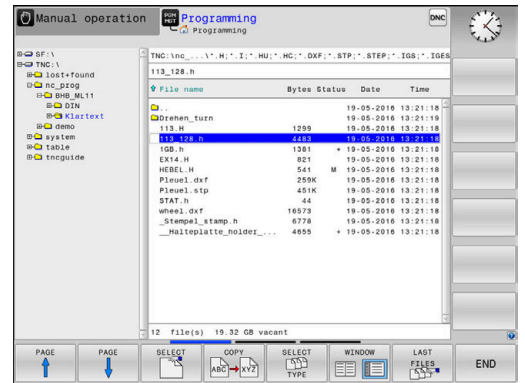 Manual operation
PGM MGT
Programming
Programming
DNC
SF:\
TNC:\
lost+found
nc_prog
BHB_ML11
DIN
Klartext
demo
system
table
tncguide
TNC:\nc_...\*.H;*.I;*.HU;*.HC;*.DXF;*.STP;*.STEP;*.IGS;*.IGES
113_128.h
File name Bytes Status Date Time
.. 19-05-2016 13:21:18
Drehen_turn 19-05-2016 13:21:19
113.H 1299 19-05-2016 13:21:18
113_128.h 4483 19-05-2016 13:21:18
1GB.h 1381 + 19-05-2016 13:21:18
EX14.H 821 19-05-2016 13:21:18
HEBEL.H 541 M 19-05-2016 13:21:18
Pleuel.dxf 259K 19-05-2016 13:21:18
Pleuel.stp 451K 19-05-2016 13:21:18
STAT.h 44 19-05-2016 13:21:18
wheel.dxf 16573 19-05-2016 13:21:18
_Stempel_stamp.h 6778 19-05-2016 13:21:18
__Halteplatte_holder_... 4655 + 19-05-2016 13:21:18
12 file(s) 19.32 GB vacant
PAGE
PAGE
SELECT
COPY
ABC → XYZ
SELECT
TYPE
WINDOW
LAST
FILES
END